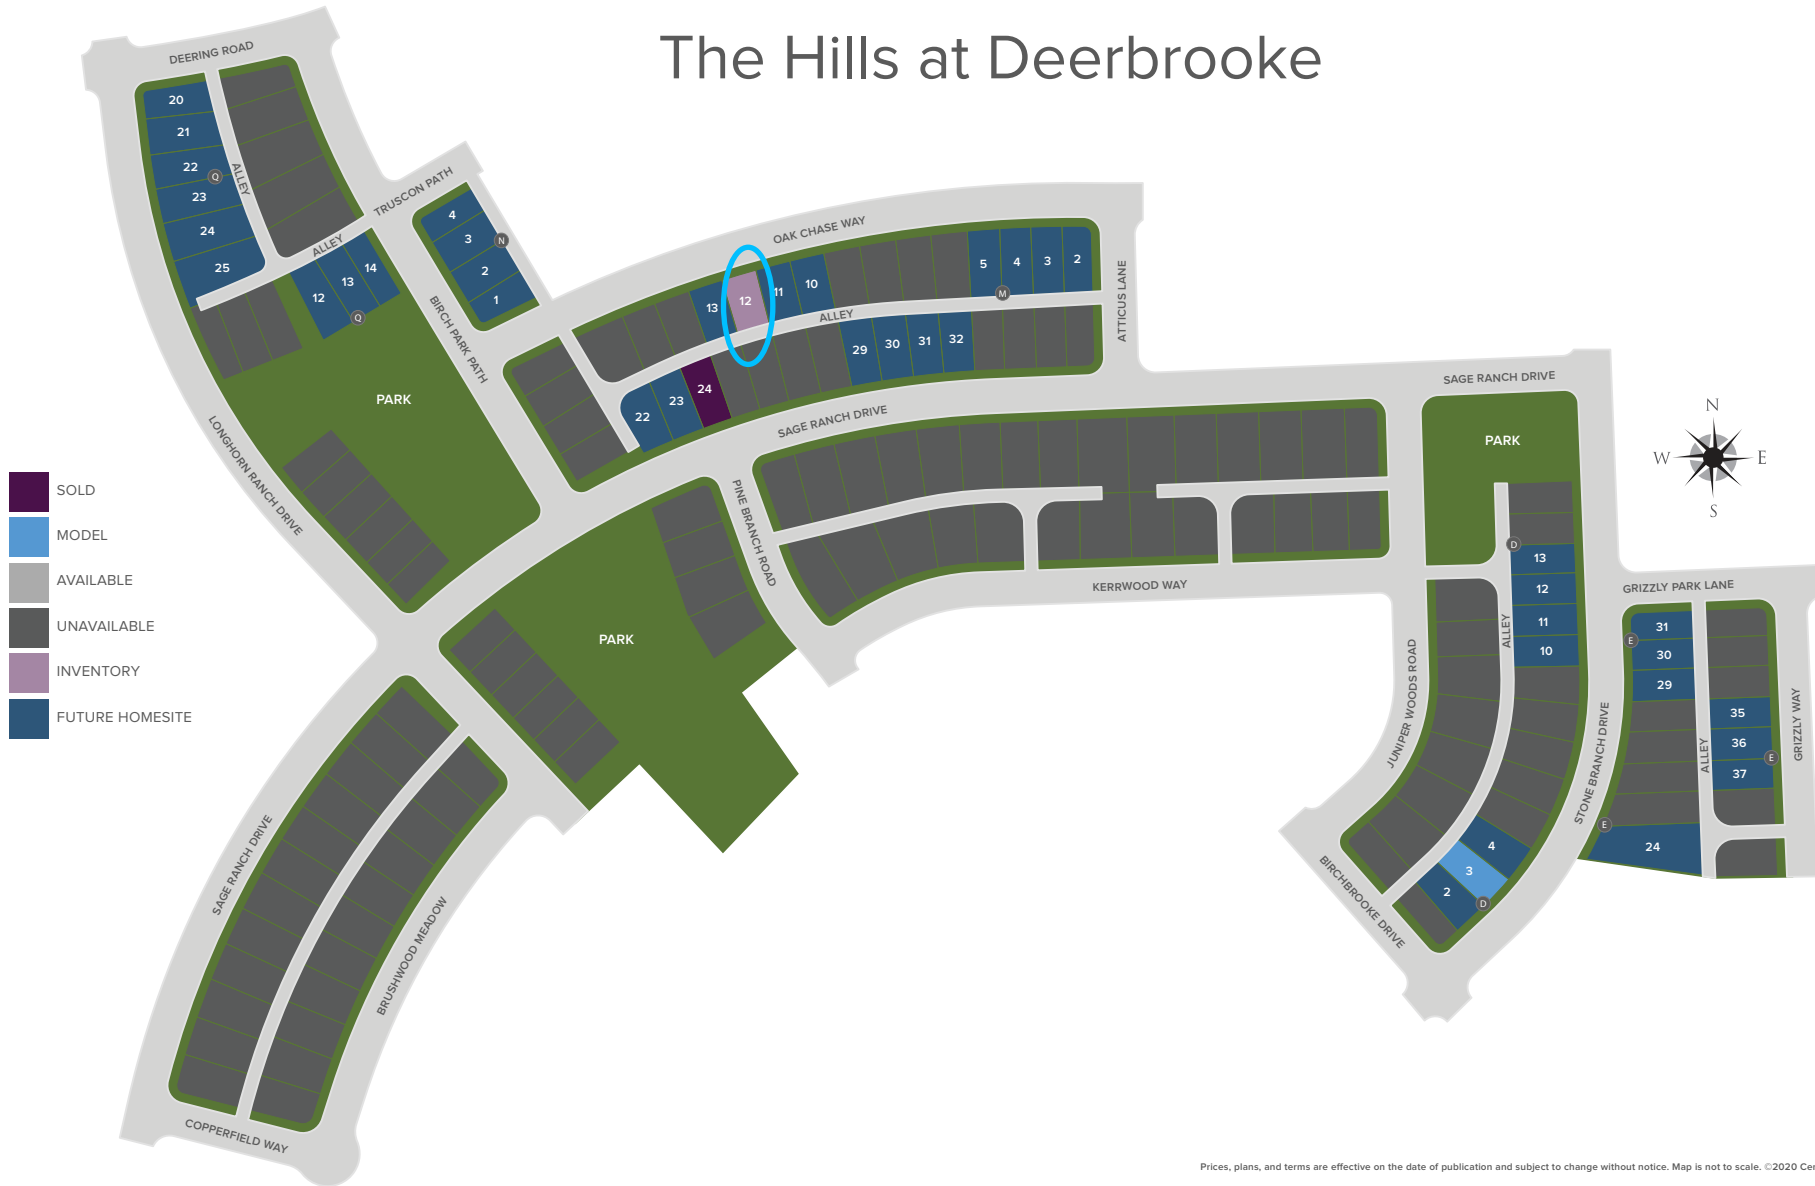 The Hills at Deerbrooke
DEERING ROAD
20
21
22
Q
23
24
25
ALLEY
ALLEY
TRUSCON PATH
12
13
14
Q
4
3
N
2
1
BIRCH PARK PATH
PARK
LONGHORN RANCH DRIVE
OAK CHASE WAY
13
12
11
10
5
4
3
2
M
ALLEY
ATTICUS LANE
22
23
24
29
30
31
32
SAGE RANCH DRIVE
SAGE RANCH DRIVE
PARK
N
W
E
S
SOLD
MODEL
AVAILABLE
UNAVAILABLE
INVENTORY
FUTURE HOMESITE
PINE BRANCH ROAD
PARK
KERRWOOD WAY
D
13
12
11
10
ALLEY
JUNIPER WOODS ROAD
GRIZZLY PARK LANE
E
31
30
29
35
36
E
37
ALLEY
GRIZZLY WAY
STONE BRANCH DRIVE
E
24
4
3
2
D
BIRCHBROOKE DRIVE
SAGE RANCH DRIVE
BRUSHWOOD MEADOW
COPPERFIELD WAY
Prices, plans, and terms are effective on the date of publication and subject to change without notice. Map is not to scale. ©2020 Cen